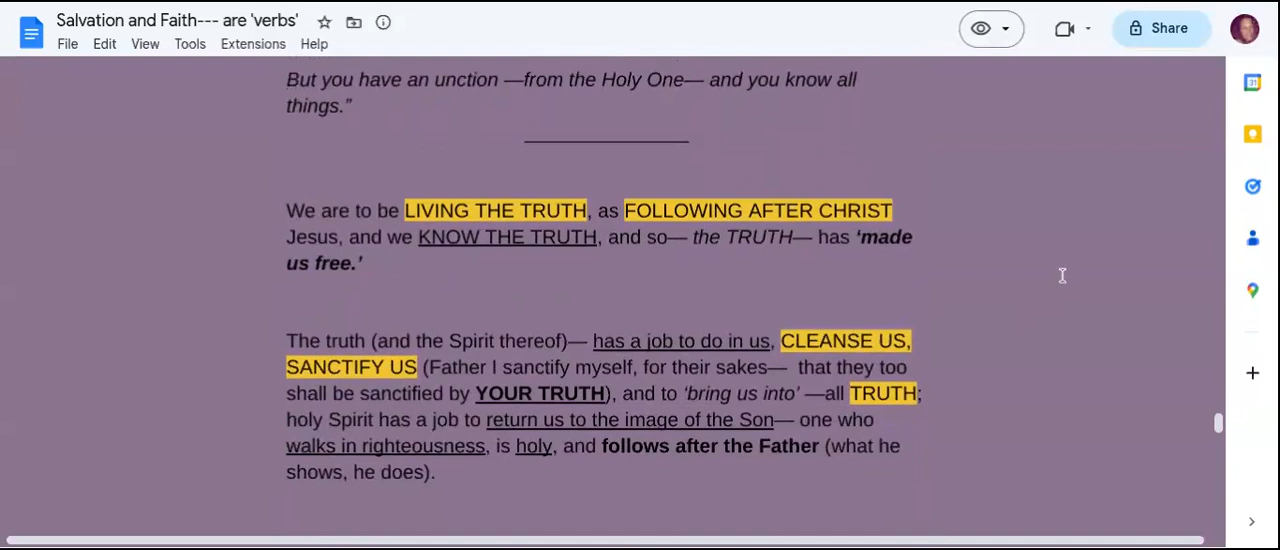 Salvation and Faith--- are 'verbs'
File Edit View Tools Extensions Help
Share
But you have an unction —from the Holy One— and you know all
things.”
We are to be LIVING THE TRUTH, as FOLLOWING AFTER CHRIST
Jesus, and we KNOW THE TRUTH, and so— the TRUTH— has ‘made
us free.’
The truth (and the Spirit thereof)— has a job to do in us, CLEANSE US,
SANCTIFY US (Father I sanctify myself, for their sakes— that they too
shall be sanctified by YOUR TRUTH), and to ‘bring us into’ —all TRUTH;
holy Spirit has a job to return us to the image of the Son— one who
walks in righteousness, is holy, and follows after the Father (what he
shows, he does).
31